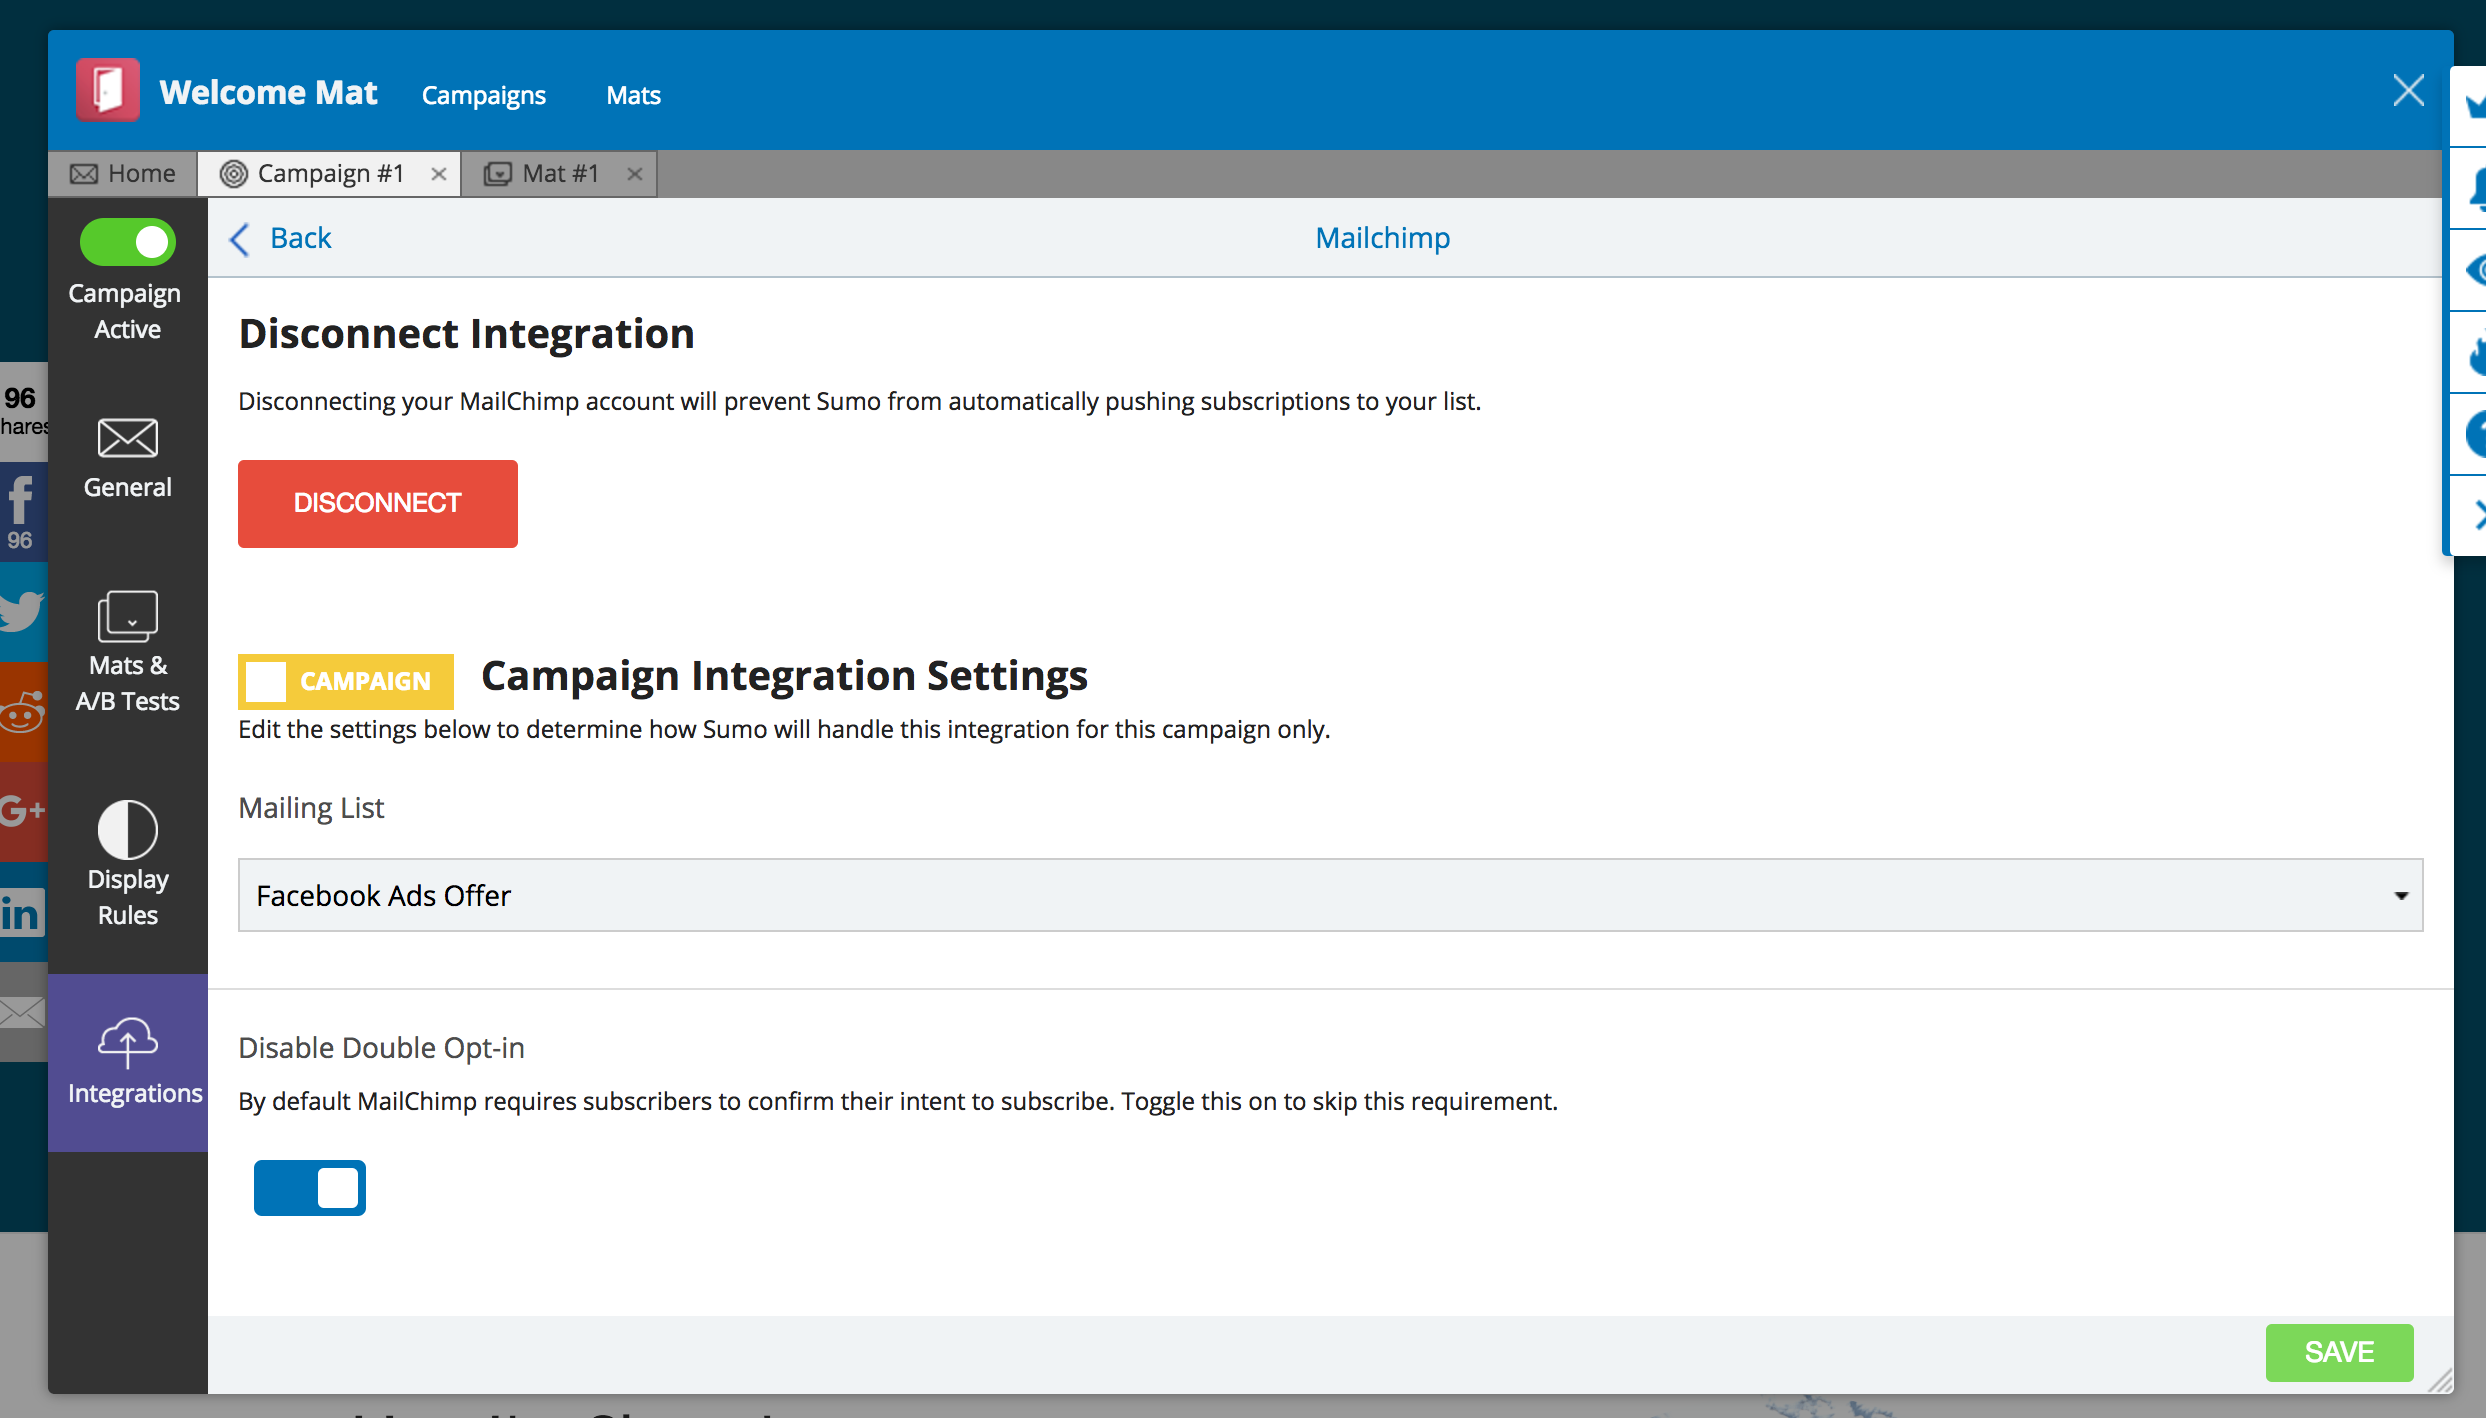 Welcome Mat
Campaigns
Mats
Home
Campaign #1
Mat #1
Campaign
Active
General
Mats &
A/B Tests
Display
Rules
Integrations
Back
Mailchimp
Disconnect Integration
Disconnecting your MailChimp account will prevent Sumo from automatically pushing subscriptions to your list.
DISCONNECT
CAMPAIGN
Campaign Integration Settings
Edit the settings below to determine how Sumo will handle this integration for this campaign only.
Mailing List
Facebook Ads Offer
Disable Double Opt-in
By default MailChimp requires subscribers to confirm their intent to subscribe. Toggle this on to skip this requirement.
SAVE
96
hares
f
96
G+
in